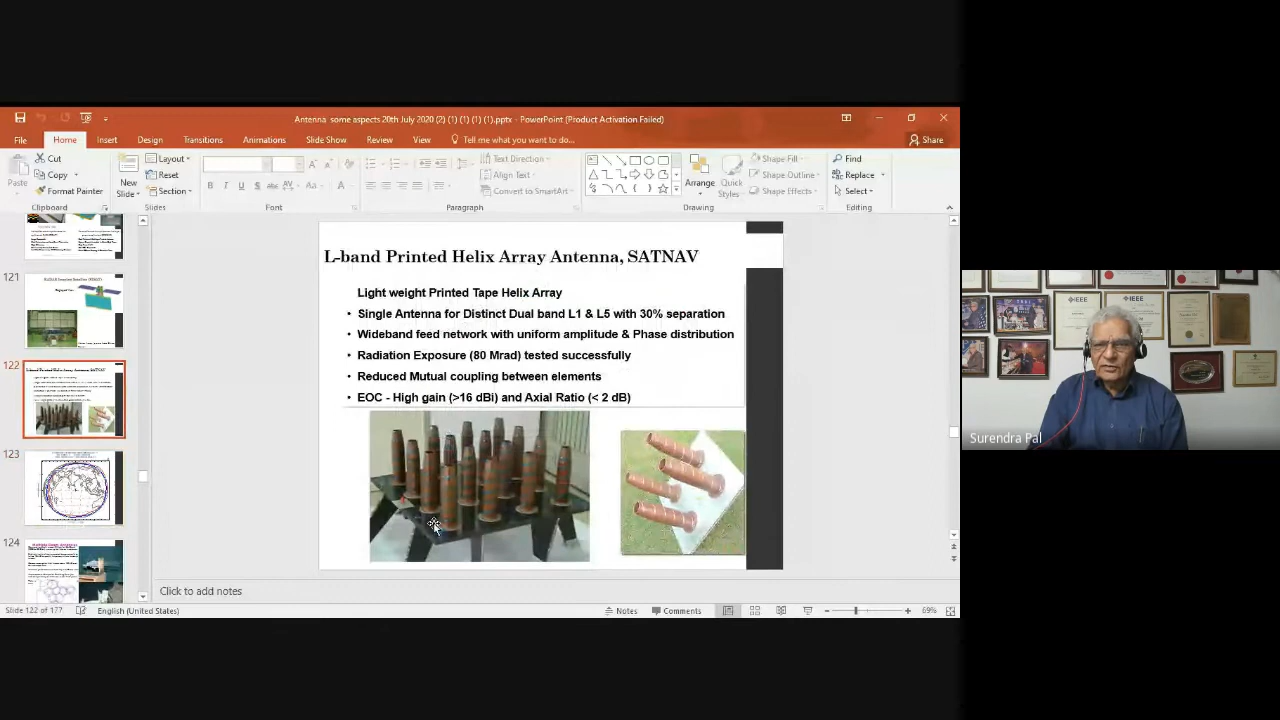 Antenna some aspects 20th July 2020 (2) (1) (1) (1) (1).pptx - PowerPoint (Product Activation Failed)
File Home Insert Design Transitions Animations Slide Show Review View Tell me what you want to do... Share
Paste Cut Copy Format Painter
New Slide Layout Reset Section
Text Direction Align Text Convert to SmartArt
Arrange Quick Styles Shape Fill Shape Outline Shape Effects
Find Replace Select
Clipboard Slides Font Paragraph Drawing Editing
121
122
123
124
L-band Printed Helix Array Antenna, SATNAV
Light weight Printed Tape Helix Array
• Single Antenna for Distinct Dual band L1 & L5 with 30% separation
• Wideband feed network with uniform amplitude & Phase distribution
• Radiation Exposure (80 Mrad) tested successfully
• Reduced Mutual coupling between elements
• EOC - High gain (>16 dBi) and Axial Ratio (< 2 dB)
Surendra Pal
Click to add notes
Slide 122 of 177 English (United States) Notes Comments 69%